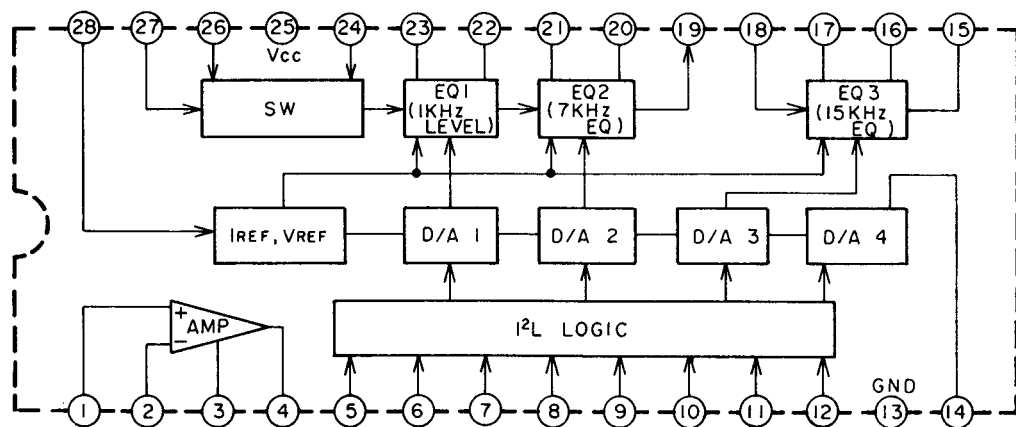 28 27 26 25 24 23 22 21 20 19 18 17 16 15
Vcc
SW
EQ1
(1KHz
LEVEL)
EQ2
(7KHz
EQ)
EQ3
(15KHz
EQ)
IREF, VREF
D/A 1
D/A 2
D/A 3
D/A 4
+
AMP
−
I²L LOGIC
GND
1 2 3 4 5 6 7 8 9 10 11 12 13 14